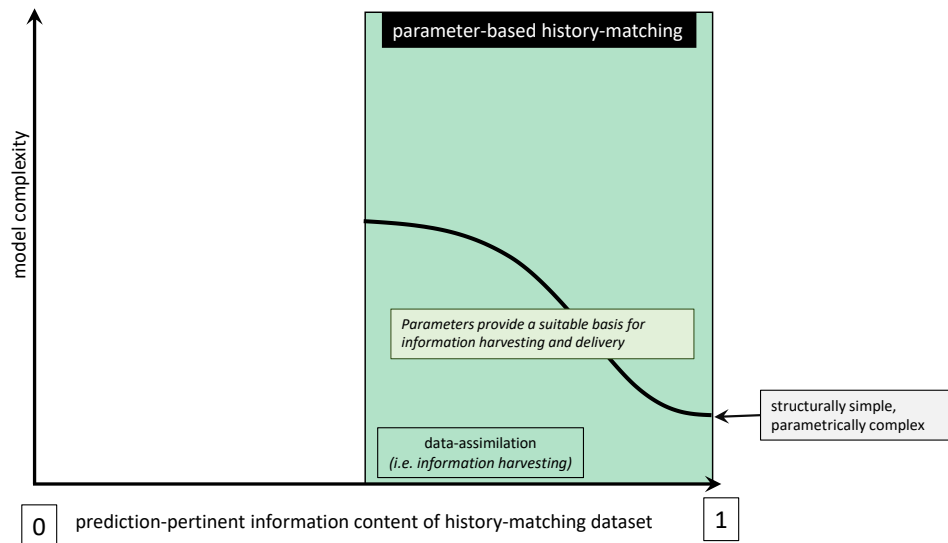 parameter-based history-matching
model complexity
Parameters provide a suitable basis for
information harvesting and delivery
structurally simple,
parametrically complex
data-assimilation
(i.e. information harvesting)
0
prediction-pertinent information content of history-matching dataset
1